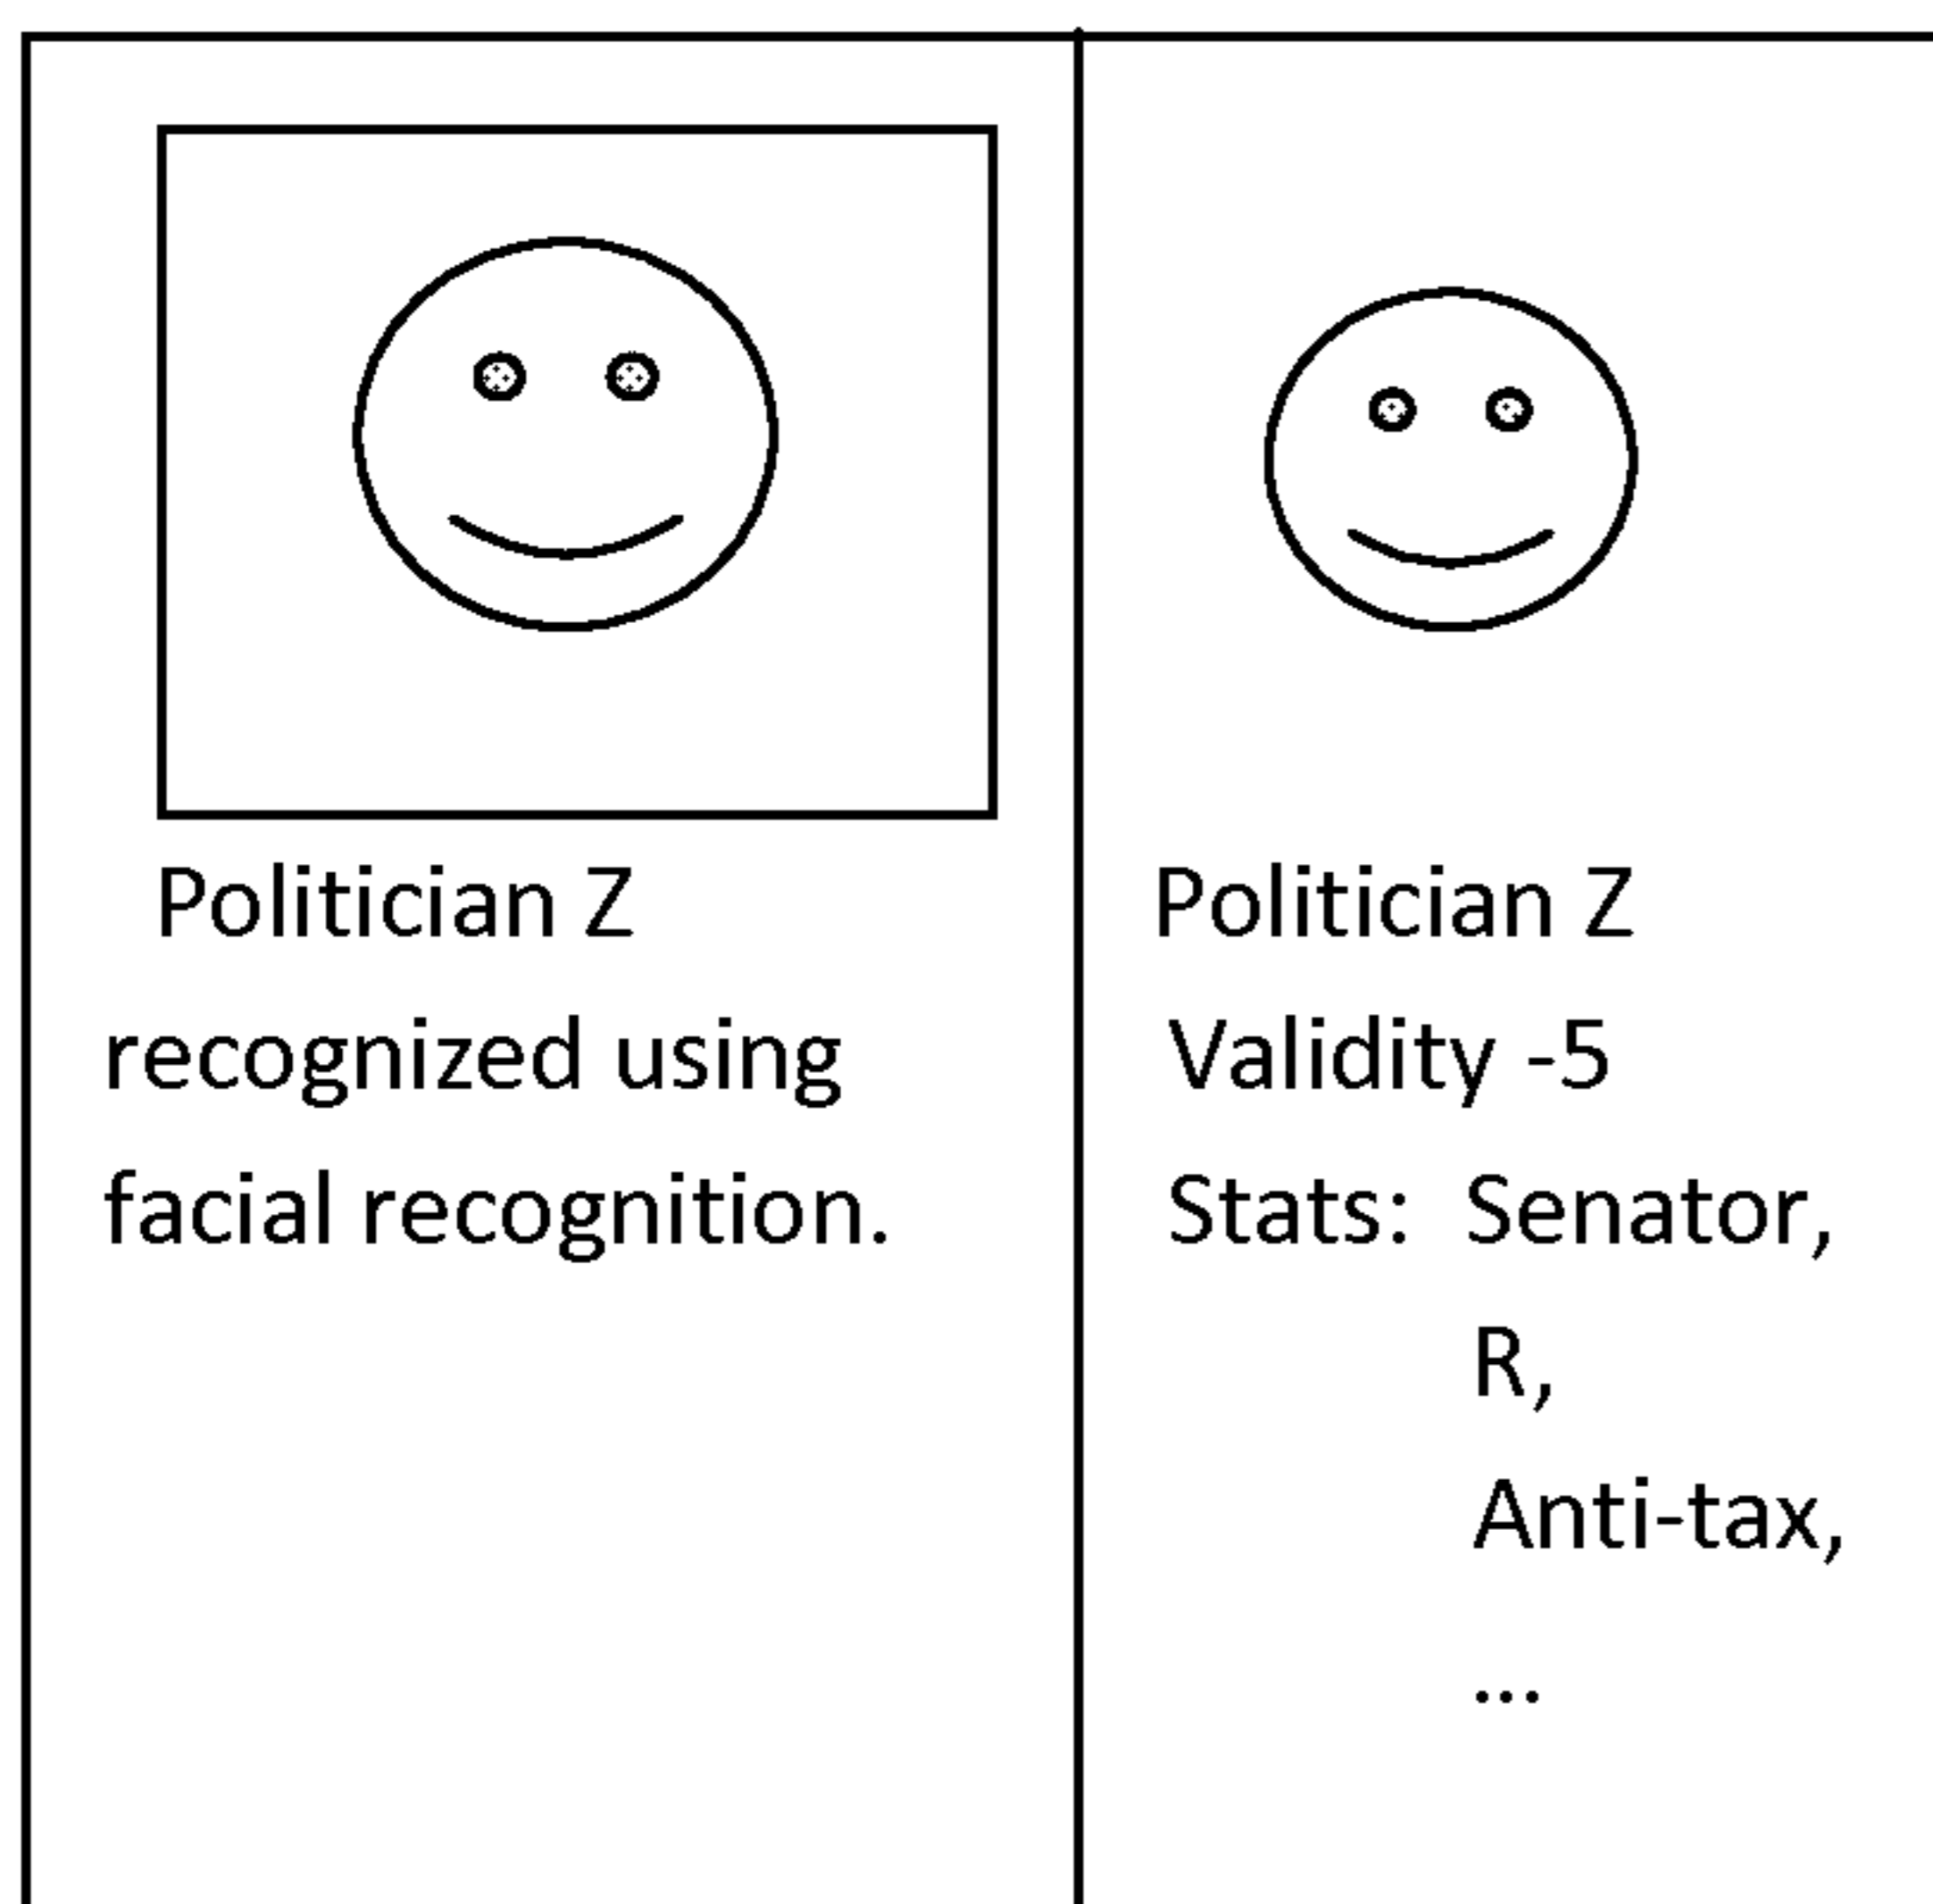 Politician Z
recognized using
facial recognition.
Politician Z
Validity -5
Stats: Senator,
R,
Anti-tax,
...